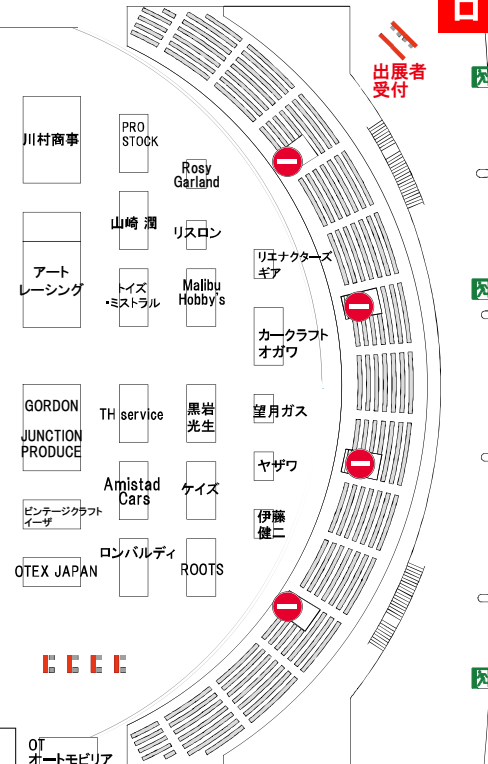 出展者
受付
川村商事
PRO
STOCK
Rosy
Garland
山崎 潤
リスロン
リエナクターズ
ギア
アート
レーシング
トイズ
・ミストラル
Malibu
Hobby's
カークラフト
オガワ
GORDON
JUNCTION
PRODUCE
TH service
黒岩
光生
望月ガス
ヤザワ
Amistad
Cars
ケイズ
ビンテージクラフト
イーザ
伊藤
健二
ロンバルディ
OTEX JAPAN
ROOTS
OT
オートモビリア